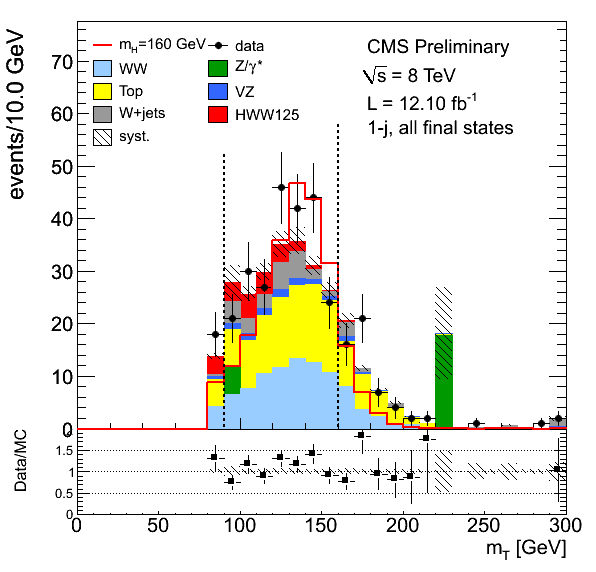 events/10.0 GeV
m_H=160 GeV
data
WW
Z/γ*
Top
VZ
W+jets
HWW125
syst.
CMS Preliminary
√s = 8 TeV
L = 12.10 fb⁻¹
1-j, all final states
70
60
50
40
30
20
10
0
Data/MC
2
1.5
1
0.5
0
0 50 100 150 200 250 300
m_T [GeV]